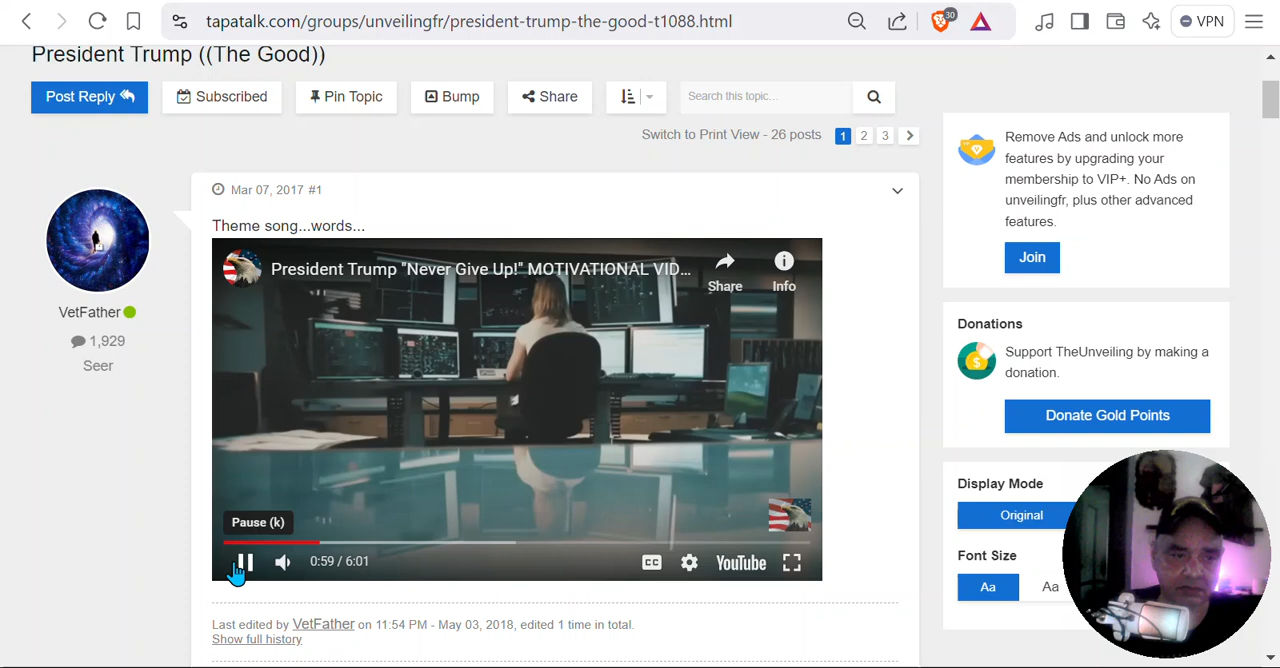 tapatalk.com/groups/unveilingfr/president-trump-the-good-t1088.html
30
VPN
President Trump ((The Good))
Post Reply
Subscribed
Pin Topic
Bump
Share
Search this topic...
Switch to Print View - 26 posts
1
2
3
Mar 07, 2017 #1
Theme song...words...
President Trump "Never Give Up!" MOTIVATIONAL VID...
Share
Info
Pause (k)
0:59 / 6:01
CC
YouTube
VetFather
1,929
Seer
Last edited by VetFather on 11:54 PM - May 03, 2018, edited 1 time in total.
Show full history
Remove Ads and unlock more
features by upgrading your
membership to VIP+. No Ads on
unveilingfr, plus other advanced
features.
Join
Donations
Support TheUnveiling by making a
donation.
Donate Gold Points
Display Mode
Original
Font Size
Aa
Aa